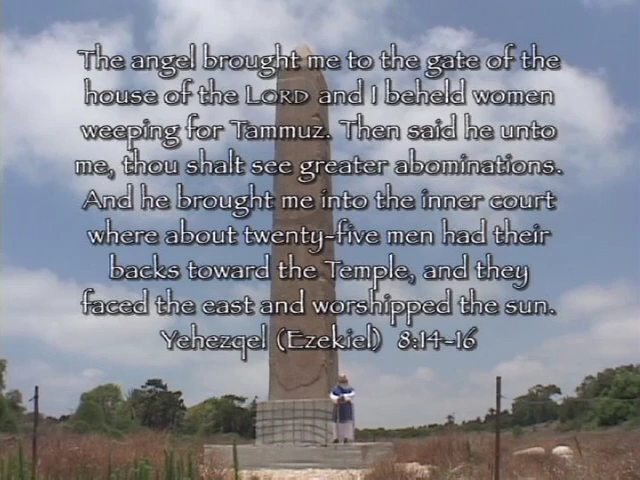 The angel brought me to the gate of the
house of the LORD and I beheld women
weeping for Tammuz. Then said he unto
me, thou shalt see greater abominations.
And he brought me into the inner court
where about twenty-five men had their
backs toward the Temple, and they
faced the east and worshipped the sun.
Yehezqel (Ezekiel) 8:14-16